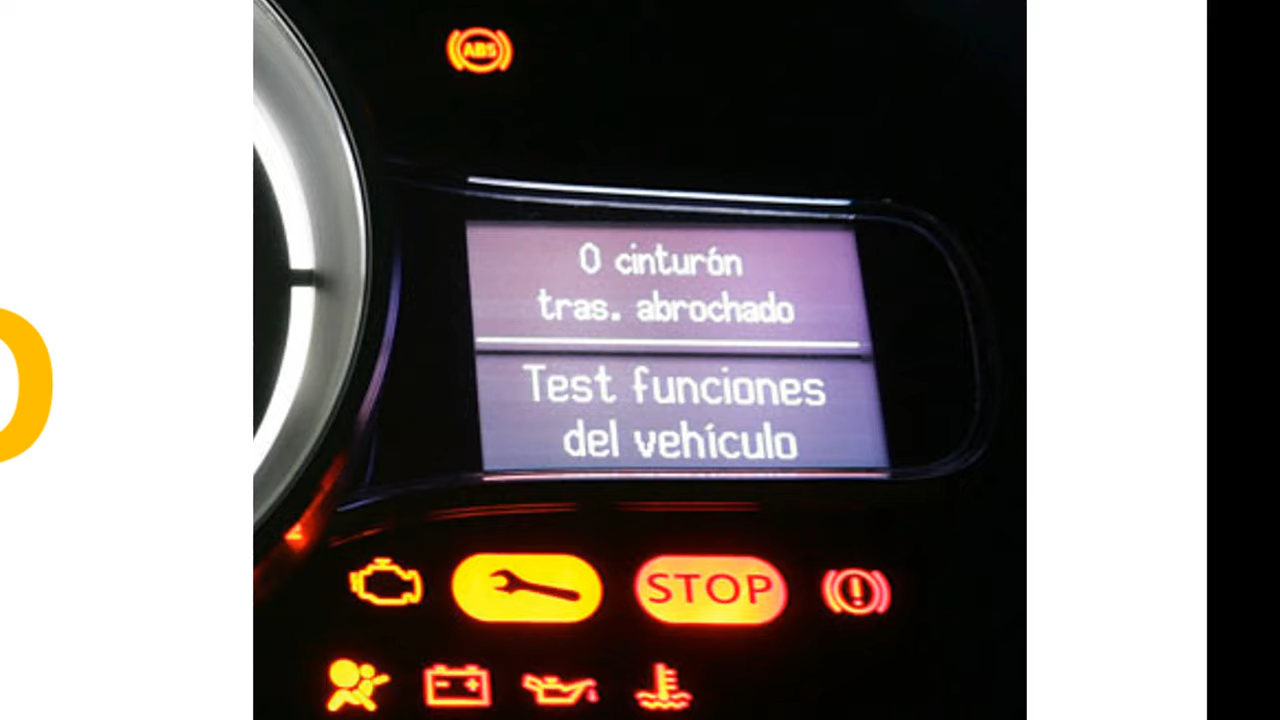 ABS
0 cinturón
tras. abrochado
Test funciones
del vehículo
STOP